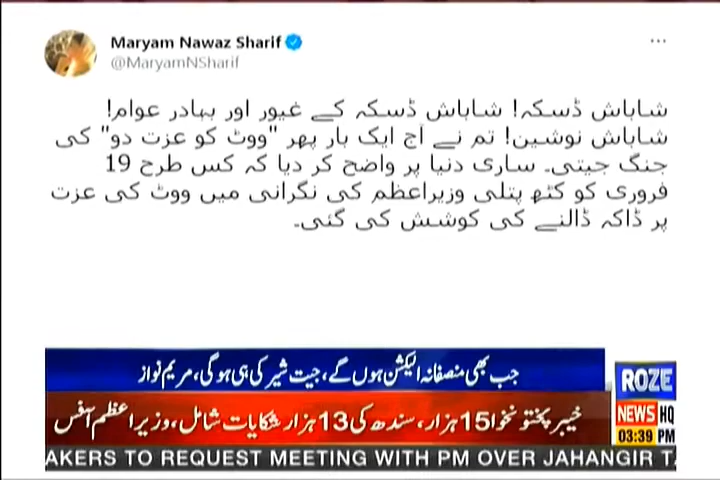 Maryam Nawaz Sharif
@MaryamNSharif
شاباش ڈسکہ! شاباش ڈسکہ کے غیور اور بہادر عوام!
شاباش نوشین! تم نے آج ایک بار پھر "ووٹ کو عزت دو" کی
جنگ جیتی۔ ساری دنیا پر واضح کر دیا کہ کس طرح 19
فروری کو کٹھ پتلی وزیراعظم کی نگرانی میں ووٹ کی عزت
پر ڈاکہ ڈالنے کی کوشش کی گئی۔
جب بھی منصفانہ الیکشن ہوں گے، جیت شیر کی ہی ہوگی، مریم نواز
خیبر پختونخوا 15 ہزار، سندھ کی 13 ہزار شکایات شامل، وزیراعظم آفس
ROZE
NEWS HQ
03:39 PM
AKERS TO REQUEST MEETING WITH PM OVER JAHANGIR TA